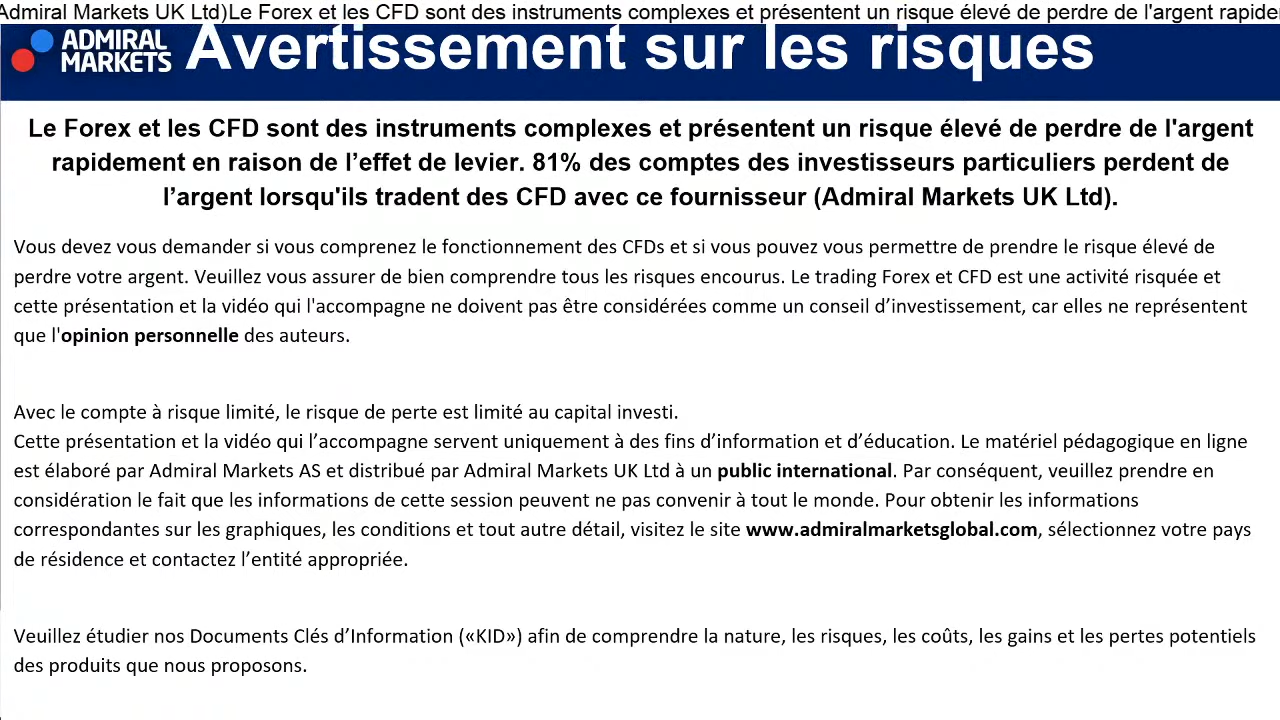 Admiral Markets UK Ltd)Le Forex et les CFD sont des instruments complexes et présentent un risque élevé de perdre de l'argent
ADMIRAL
MARKETS
Avertissement sur les risques
Le Forex et les CFD sont des instruments complexes et présentent un risque élevé de perdre de l'argent
rapidement en raison de l’effet de levier. 81% des comptes des investisseurs particuliers perdent de
l’argent lorsqu'ils tradent des CFD avec ce fournisseur (Admiral Markets UK Ltd).
Vous devez vous demander si vous comprenez le fonctionnement des CFDs et si vous pouvez vous permettre de prendre le risque élevé de
perdre votre argent. Veuillez vous assurer de bien comprendre tous les risques encourus. Le trading Forex et CFD est une activité risquée et
cette présentation et la vidéo qui l'accompagne ne doivent pas être considérées comme un conseil d’investissement, car elles ne représentent
que l'opinion personnelle des auteurs.
Avec le compte à risque limité, le risque de perte est limité au capital investi.
Cette présentation et la vidéo qui l’accompagne servent uniquement à des fins d’information et d’éducation. Le matériel pédagogique en ligne
est élaboré par Admiral Markets AS et distribué par Admiral Markets UK Ltd à un public international. Par conséquent, veuillez prendre en
considération le fait que les informations de cette session peuvent ne pas convenir à tout le monde. Pour obtenir les informations
correspondantes sur les graphiques, les conditions et tout autre détail, visitez le site www.admiralmarketsglobal.com, sélectionnez votre pays
de résidence et contactez l’entité appropriée.
Veuillez étudier nos Documents Clés d’Information («KID») afin de comprendre la nature, les risques, les coûts, les gains et les pertes potentiels
des produits que nous proposons.